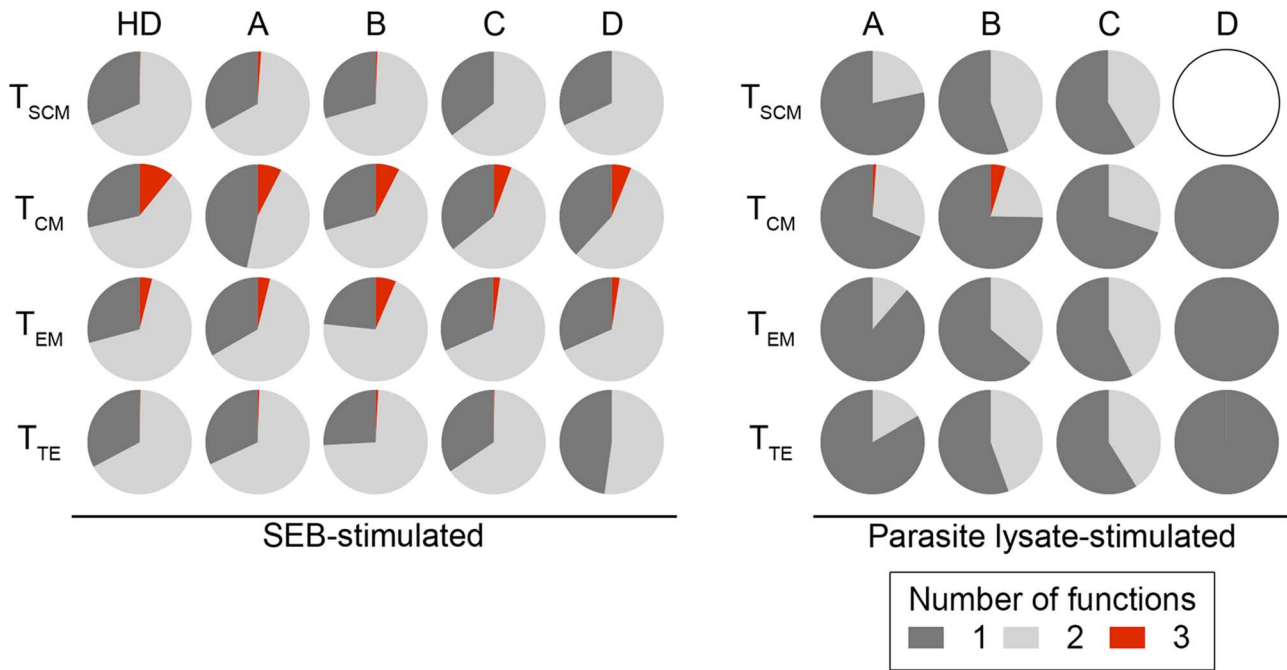 HD A B C D A B C D
TSCM TSCM
TCM TCM
TEM TEM
TTE TTE
SEB-stimulated Parasite lysate-stimulated
Number of functions
1 2 3